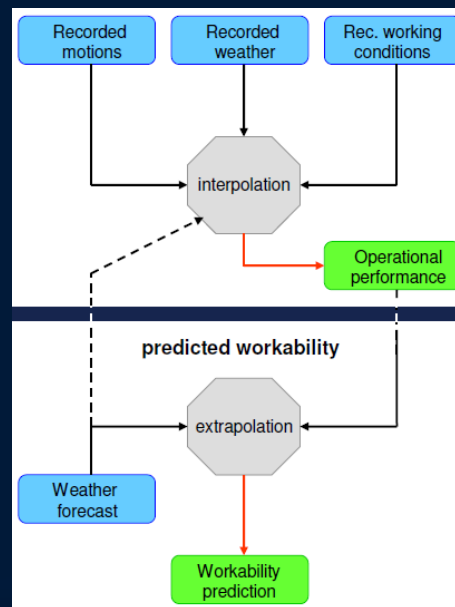 Recorded
motions
Recorded
weather
Rec. working
conditions
interpolation
Operational
performance
predicted workability
extrapolation
Weather
forecast
Workability
prediction